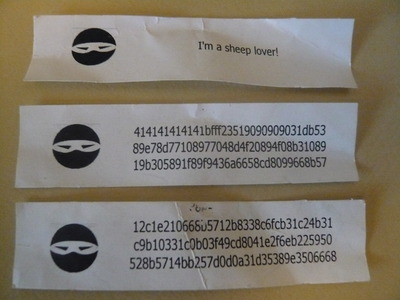 I'm a sheep lover!
414141414141bfff23519090909031db53
89e78d77108977048d4f20894f08b31089
19b305891f89f9436a6658cd8099668b57
12c1e210668b5712b8338c6fcb31c24b31
c9b10331c0b03f49cd8041e2f6eb225950
528b5714bb257d0d0a31d35389e3506668